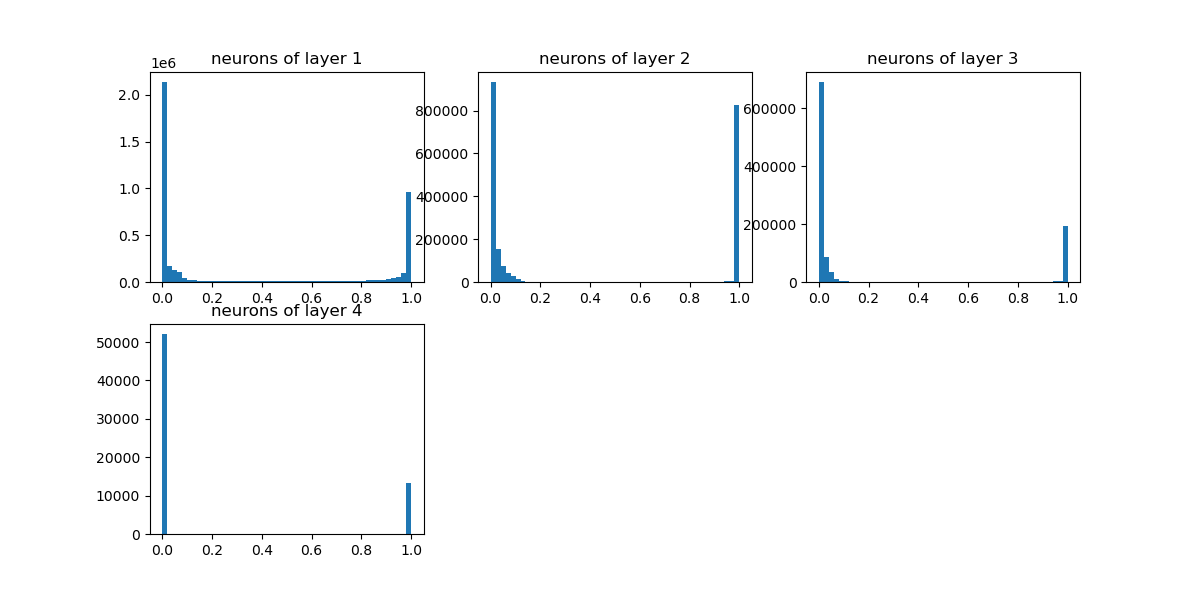 neurons of layer 1
1e6
2.0
1.5
1.0
0.5
0.0
0.0 0.2 0.4 0.6 0.8 1.0
neurons of layer 2
800000
600000
400000
200000
0
0.0 0.2 0.4 0.6 0.8 1.0
neurons of layer 3
600000
400000
200000
0
0.0 0.2 0.4 0.6 0.8 1.0
neurons of layer 4
50000
40000
30000
20000
10000
0
0.0 0.2 0.4 0.6 0.8 1.0